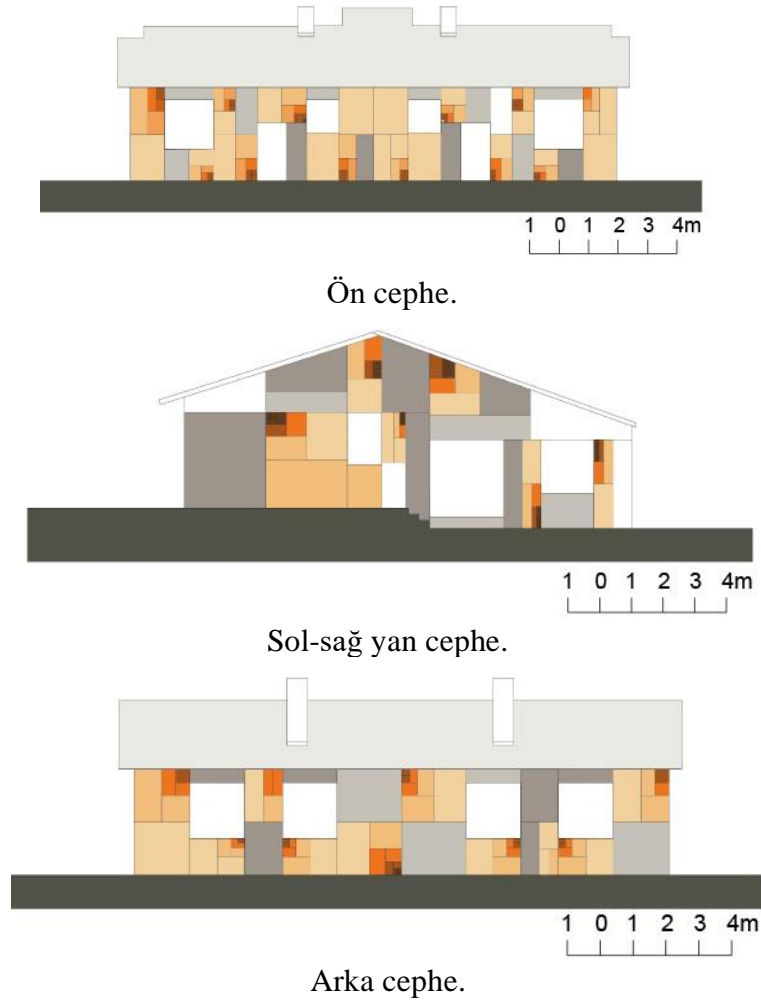 1 0 1 2 3 4m
Ön cephe.
1 0 1 2 3 4m
Sol-sağ yan cephe.
1 0 1 2 3 4m
Arka cephe.